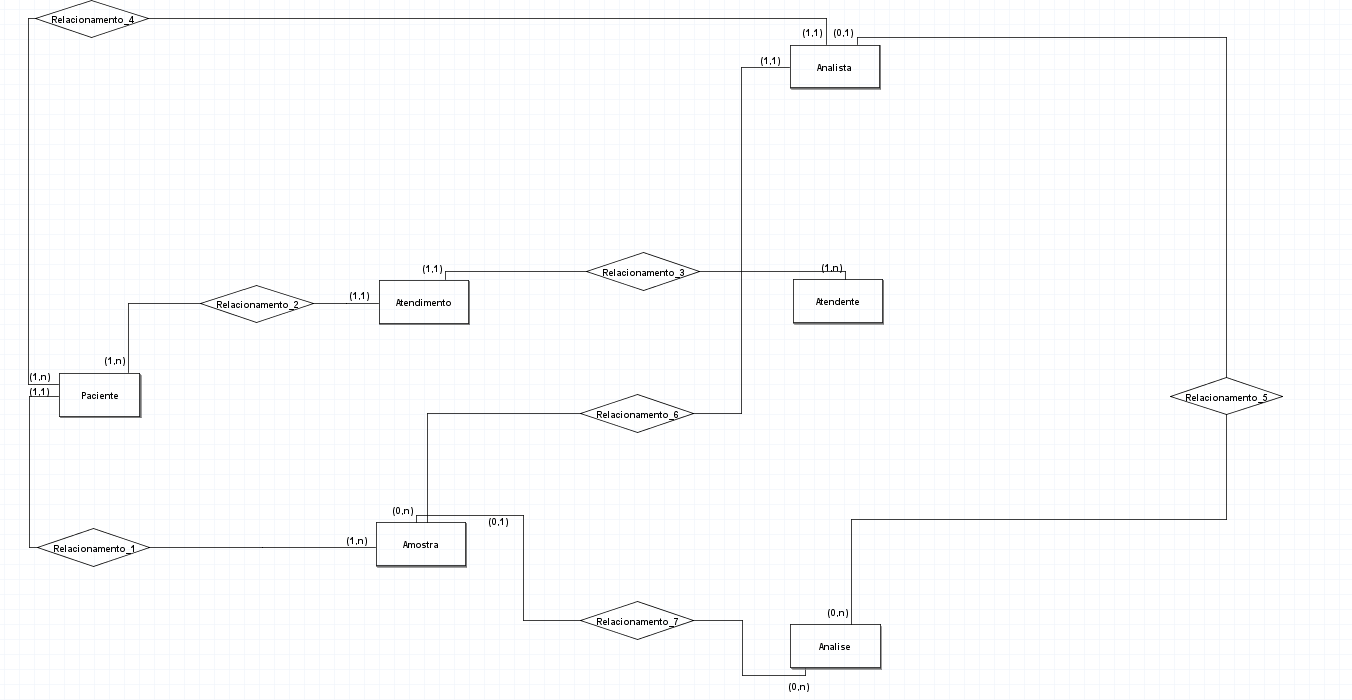 Relacionamento_4
(1,1)
(0,1)
(1,1)
Analista
(1,1)
Relacionamento_3
(1,n)
Relacionamento_2
(1,1)
Atendimento
Atendente
(1,n)
(1,n)
(1,1)
Paciente
Relacionamento_5
Relacionamento_6
(0,n)
(0,1)
Relacionamento_1
(1,n)
Amostra
(0,n)
Relacionamento_7
Analise
(0,n)